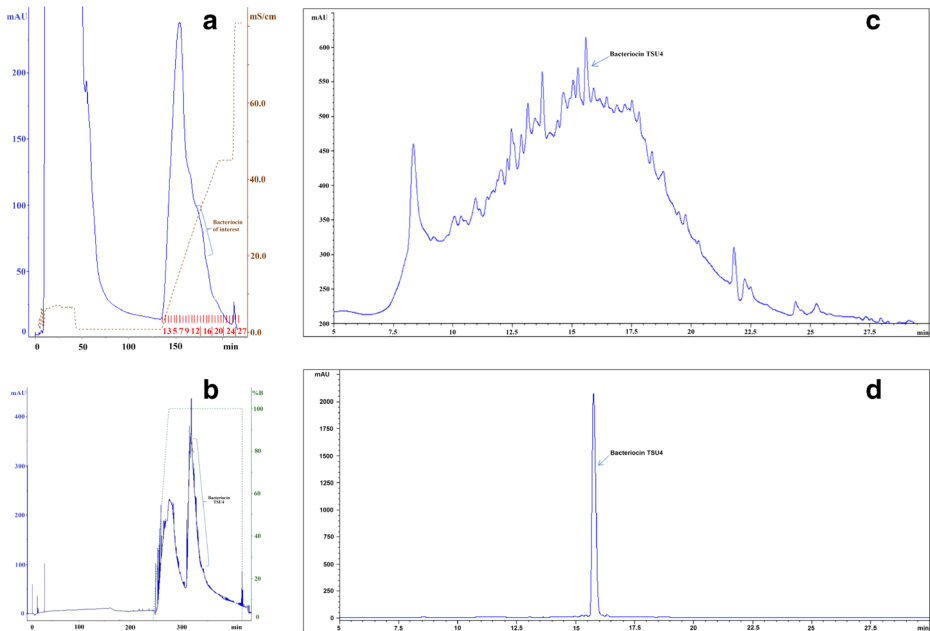 a
mAU
mS/cm
200
150
100
50
0
60.0
40.0
20.0
0.0
Bacteriocin
of interest
1 3 5 7 9 12 16 20 24 27
0 50 100 150 min
c
mAU
600
550
500
450
400
350
300
250
200
Bacteriocin TSU4
5 7.5 10 12.5 15 17.5 20 22.5 25 27.5 min
b
mAU
%B
400
300
200
100
0
100
80
60
40
20
0
Bacteriocin
TSU4
0 100 200 300 min
d
mAU
2000
1750
1500
1250
1000
750
500
250
0
Bacteriocin TSU4
5 7.5 10 12.5 15 17.5 20 22.5 25 27.5 min